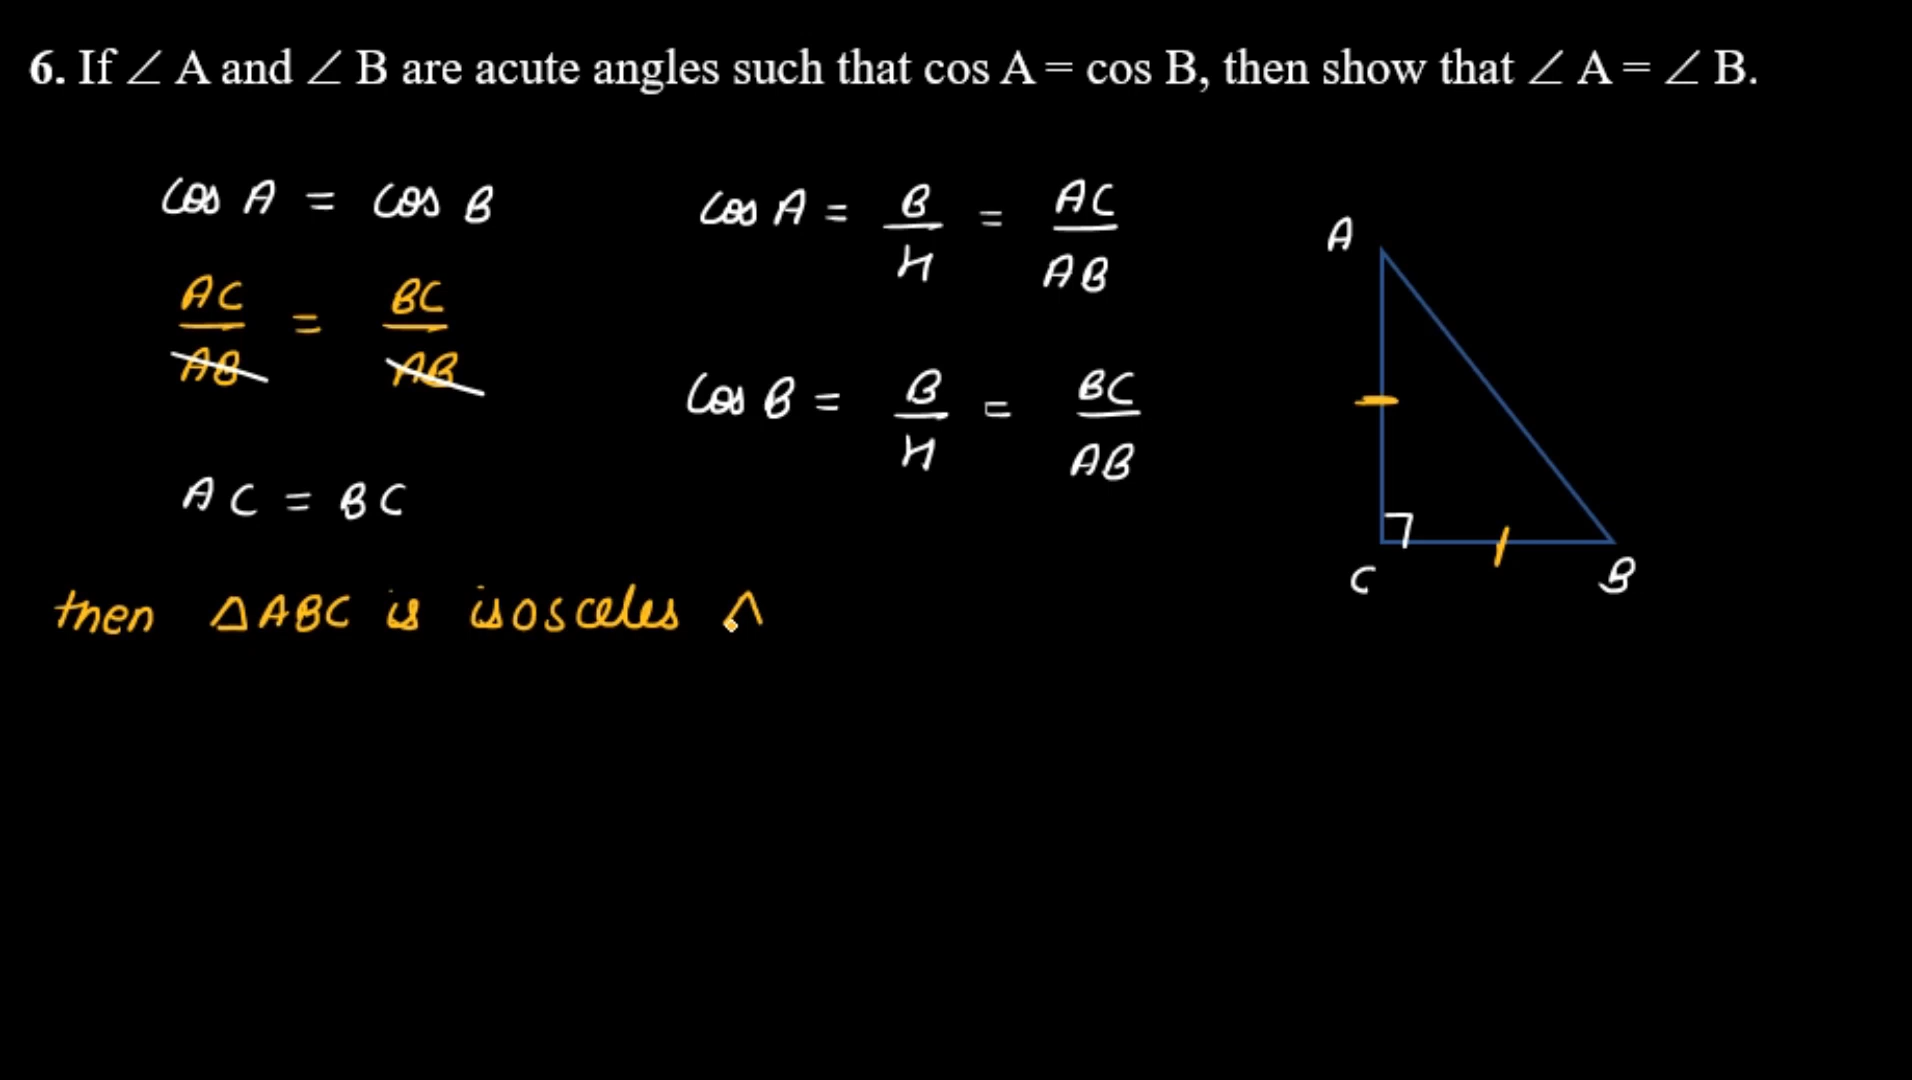 6. If ∠ A and ∠ B are acute angles such that cos A = cos B, then show that ∠ A = ∠ B.
cos A = cos B
AC/AB = BC/AB
AC = BC
then △ABC is isosceles △
cos A = B/H = AC/AB
cos B = B/H = BC/AB
A
C
B